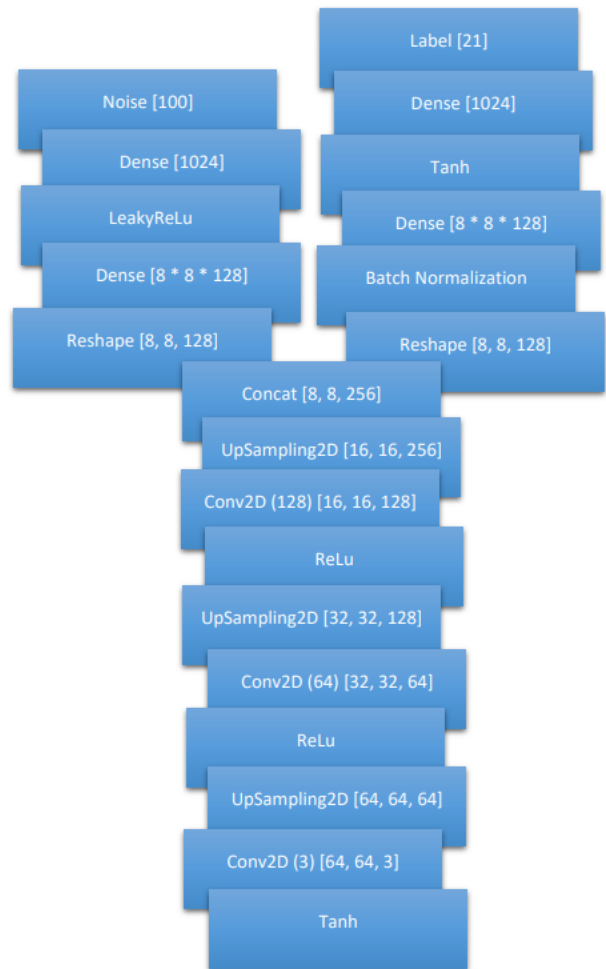 Noise [100]
Dense [1024]
LeakyReLu
Dense [8 * 8 * 128]
Reshape [8, 8, 128]
Label [21]
Dense [1024]
Tanh
Dense [8 * 8 * 128]
Batch Normalization
Reshape [8, 8, 128]
Concat [8, 8, 256]
UpSampling2D [16, 16, 256]
Conv2D (128) [16, 16, 128]
ReLu
UpSampling2D [32, 32, 128]
Conv2D (64) [32, 32, 64]
ReLu
UpSampling2D [64, 64, 64]
Conv2D (3) [64, 64, 3]
Tanh